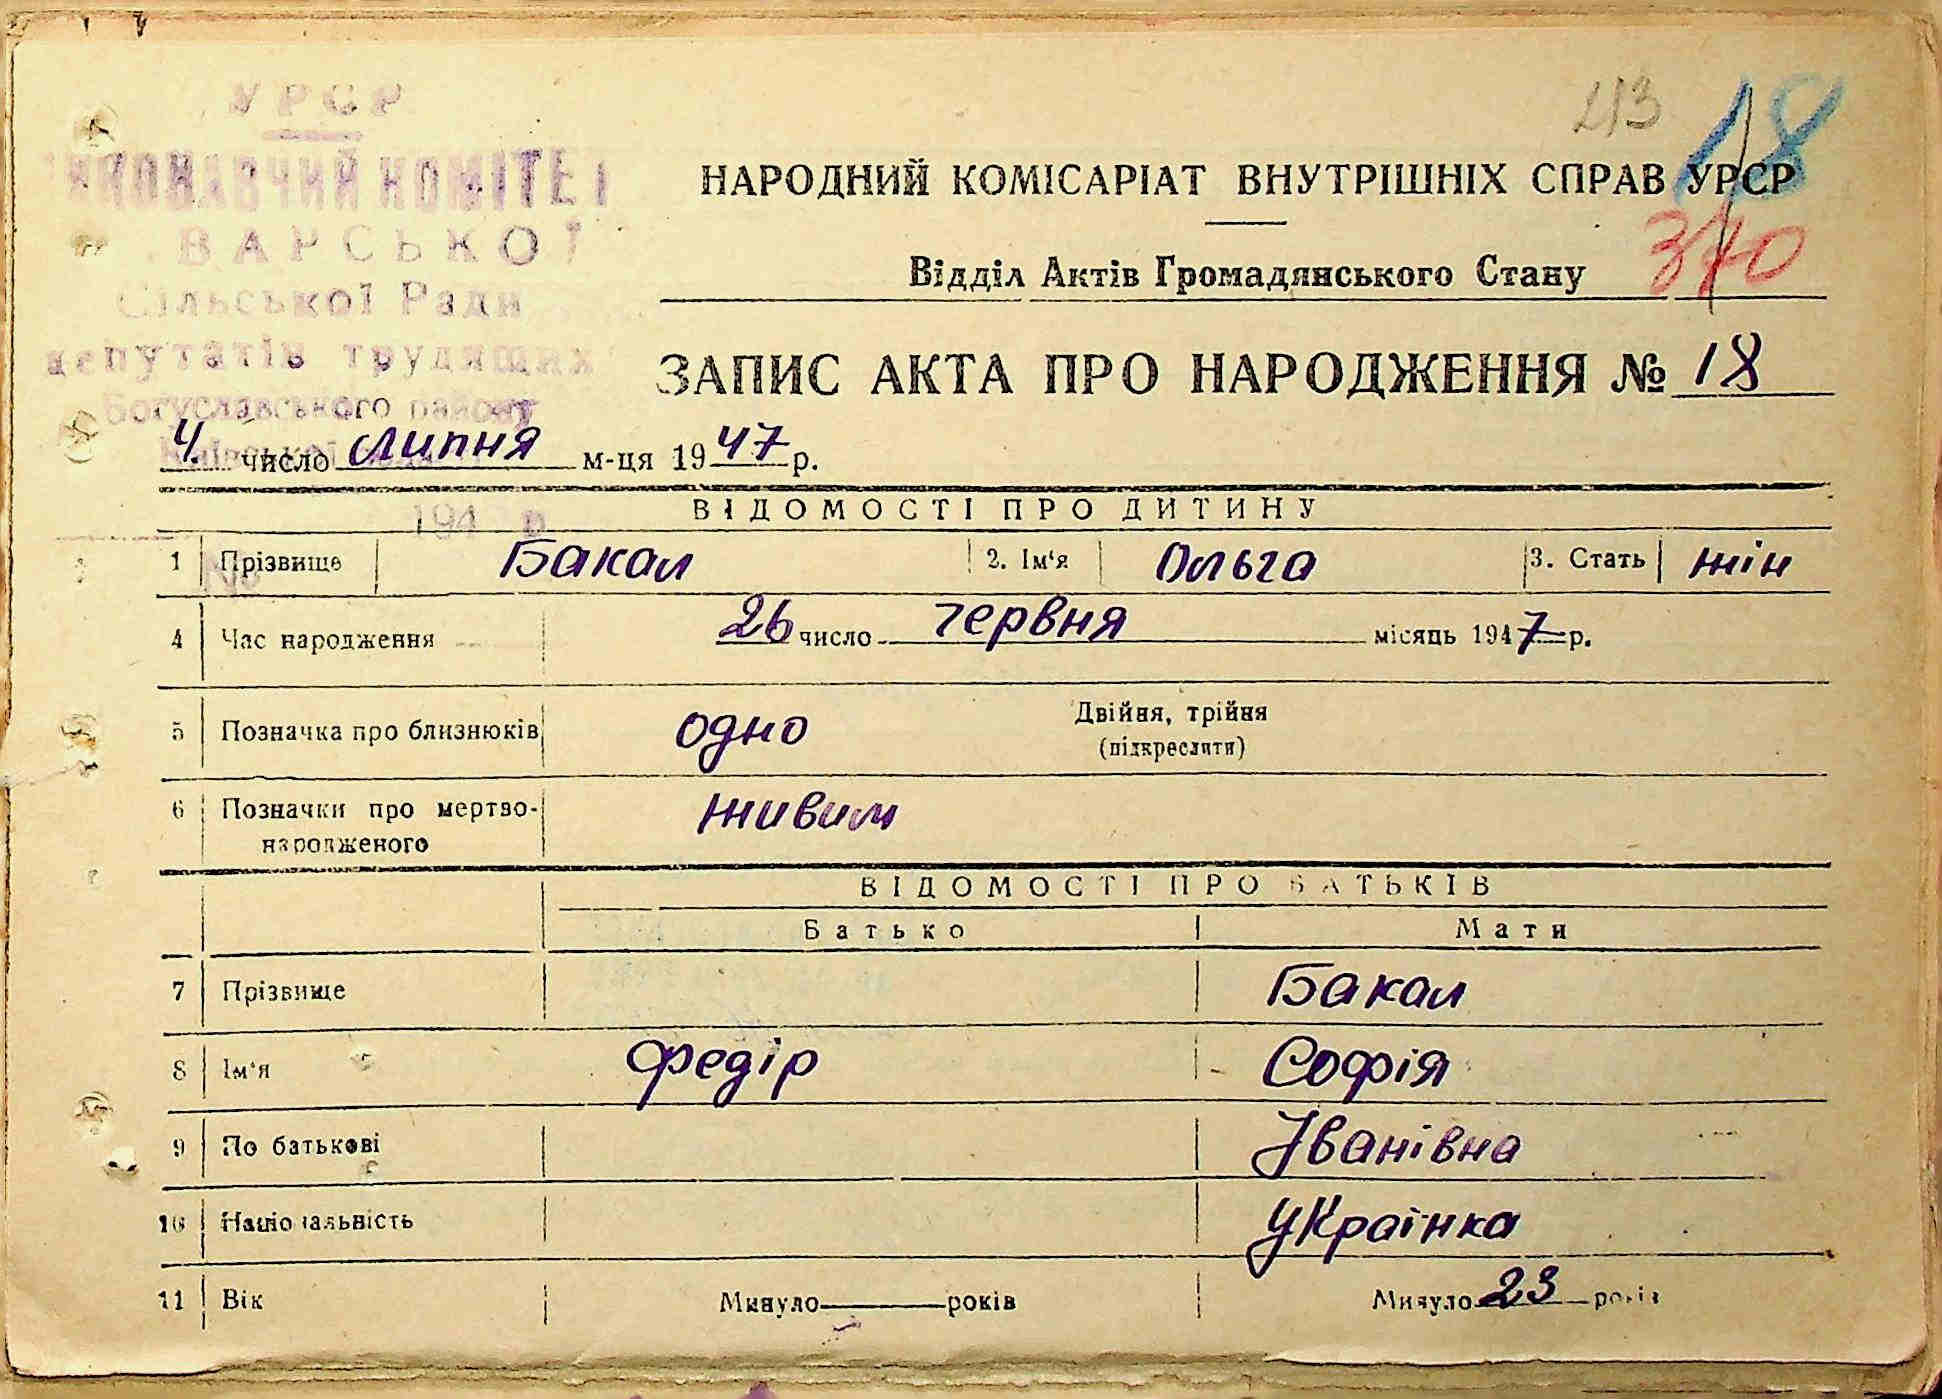 УРСР
ВИКОНАВЧИЙ КОМІТЕТ
ВАРСЬКОЇ
Сільської Ради
депутатів трудящих
Богуславського району
194 р.
213 18
НАРОДНИЙ КОМІСАРІАТ ВНУТРІШНІХ СПРАВ УРСР
370
Відділ Актів Громадянського Стану
ЗАПИС АКТА ПРО НАРОДЖЕННЯ № 18
4. число липня м-ця 1947 р.
ВІДОМОСТІ ПРО ДИТИНУ
1 Прізвище Бакал 2. Ім'я Ольга 3. Стать жін
4 Час народження 26 число червня місяць 1947 р.
5 Позначка про близнюків одно Двійня, трійня
(підкреслити)
6 Позначки про мертво- живим
народженого
ВІДОМОСТІ ПРО БАТЬКІВ
Батько Мати
7 Прізвище Бакал
8 Ім'я Федір Софія
9 По батькові Іванівна
10 Національність Українка
11 Вік Минуло років Минуло 23 років